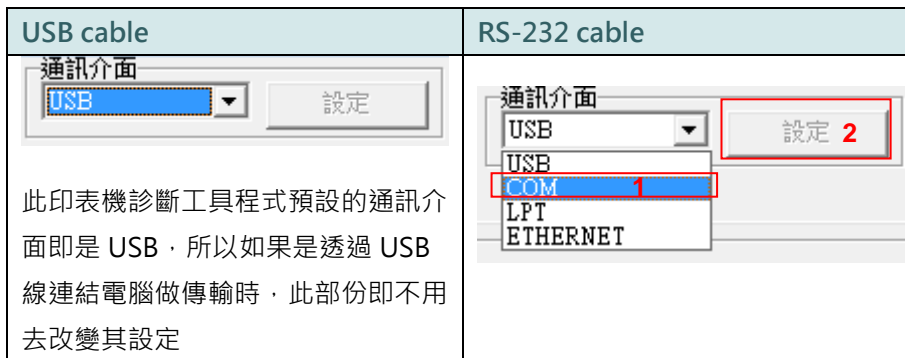 USB cable
RS-232 cable
通訊介面
USB
設定
此印表機診斷工具程式預設的通訊介
面即是 USB，所以如果是透過 USB
線連結電腦做傳輸時，此部份即不用
去改變其設定
通訊介面
USB
設定 2
USB
COM 1
LPT
ETHERNET